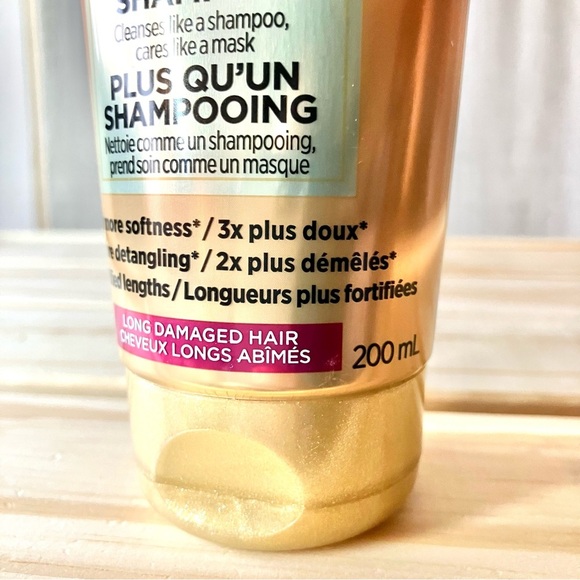 Cleanses like a shampoo,
cares like a mask
PLUS QU'UN
SHAMPOOING
Nettoie comme un shampooing,
prend soin comme un masque
more softness*/3x plus doux*
detangling*/2x plus démêlés*
lengths/Longueurs plus fortifiées
LONG DAMAGED HAIR
CHEVEUX LONGS ABÎMÉS
200 mL